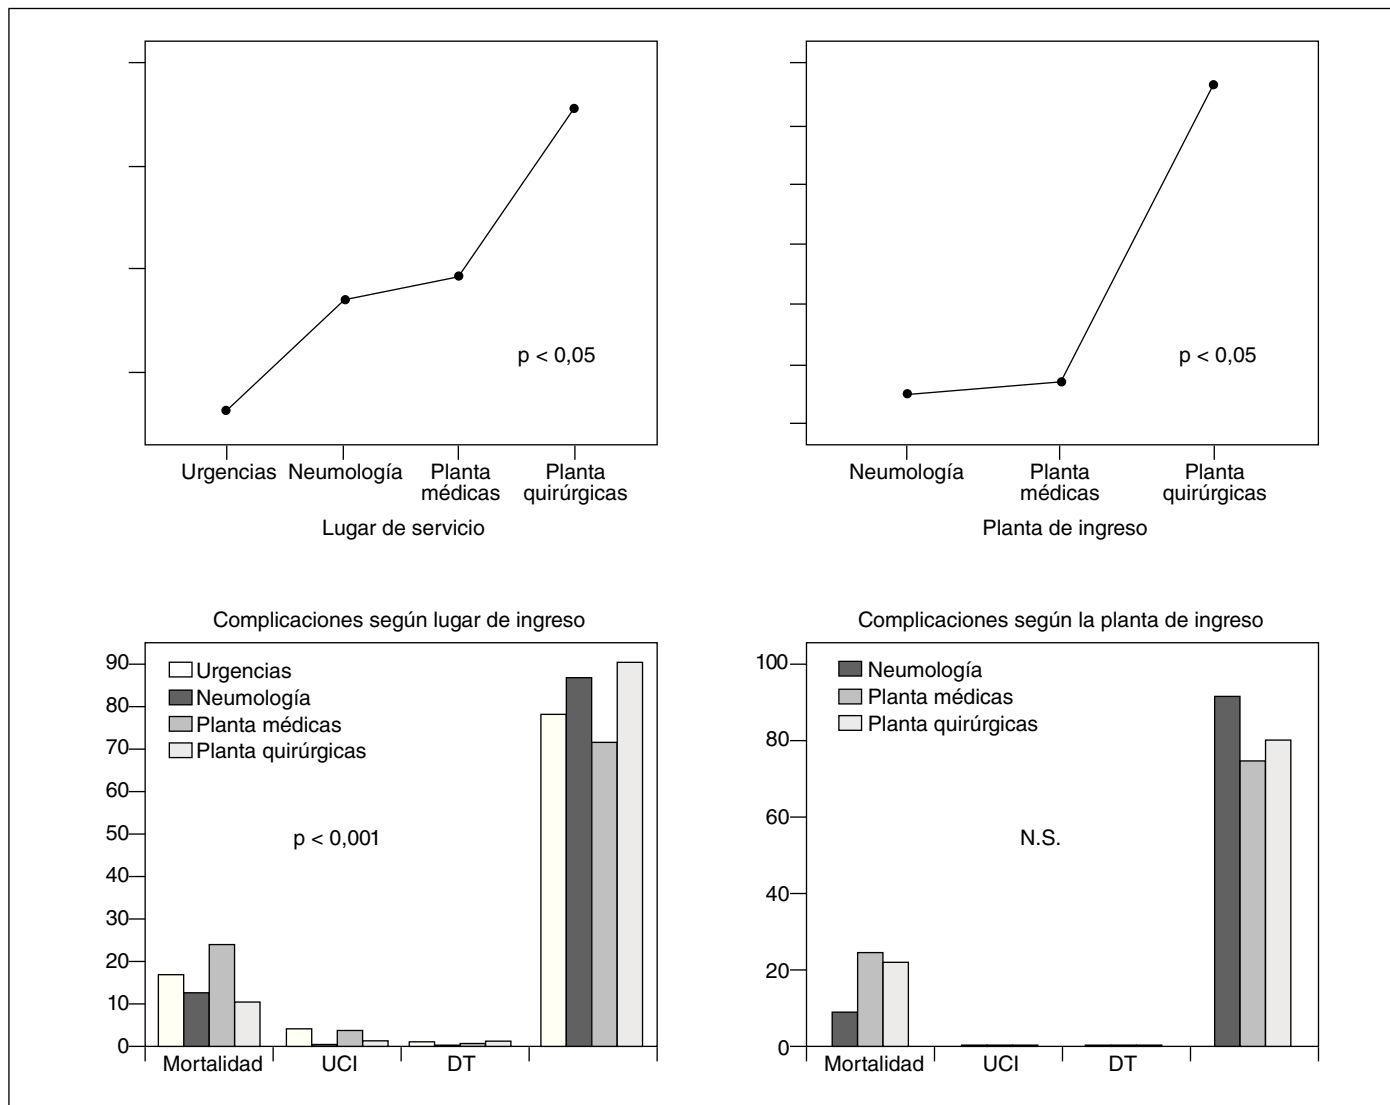 p < 0,05
Urgencias Neumología Planta médicas Planta quirúrgicas
Lugar de servicio
p < 0,05
Neumología Planta médicas Planta quirúrgicas
Planta de ingreso
Complicaciones según lugar de ingreso
90
80
70
60
50
40
30
20
10
0
Urgencias
Neumología
Planta médicas
Planta quirúrgicas
p < 0,001
Mortalidad UCI DT
Complicaciones según la planta de ingreso
100
80
60
40
20
0
Neumología
Planta médicas
Planta quirúrgicas
N.S.
Mortalidad UCI DT